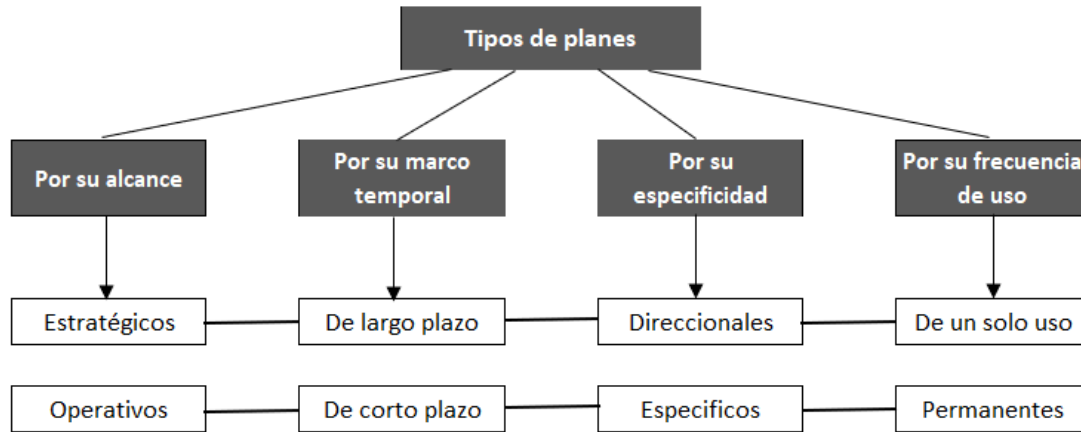 Tipos de planes
Por su alcance
Por su marco
temporal
Por su
especificidad
Por su frecuencia
de uso
Estratégicos
De largo plazo
Direccionales
De un solo uso
Operativos
De corto plazo
Especificos
Permanentes